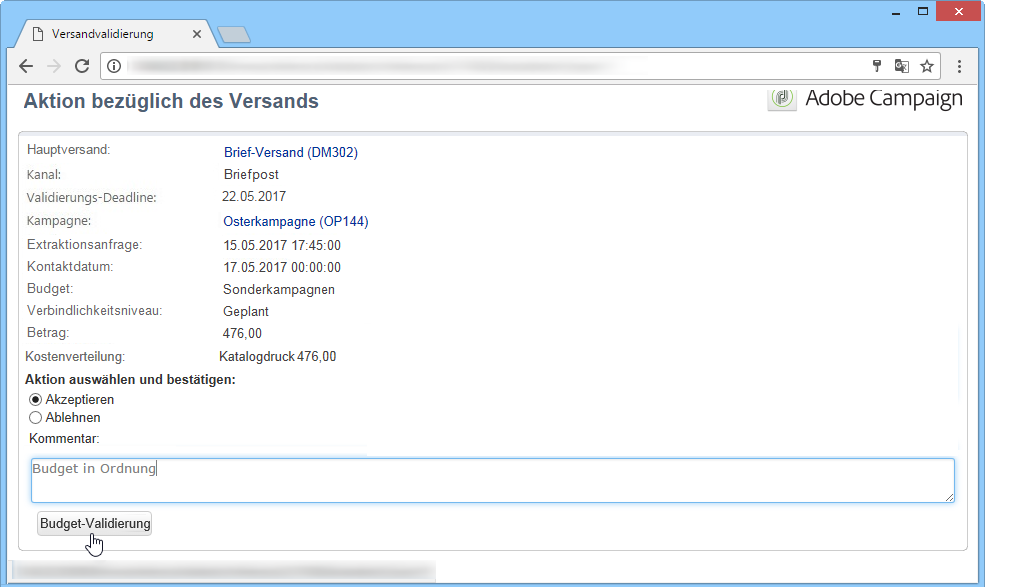 Versandvalidierung
Aktion bezüglich des Versands
Adobe Campaign
Hauptversand: Brief-Versand (DM302)
Kanal: Briefpost
Validierungs-Deadline: 22.05.2017
Kampagne: Osterkampagne (OP144)
Extraktionsanfrage: 15.05.2017 17:45:00
Kontaktdatum: 17.05.2017 00:00:00
Budget: Sonderkampagnen
Verbindlichkeitsniveau: Geplant
Betrag: 476,00
Kostenverteilung: Katalogdruck 476,00
Aktion auswählen und bestätigen:
Akzeptieren
Ablehnen
Kommentar:
Budget in Ordnung
Budget-Validierung